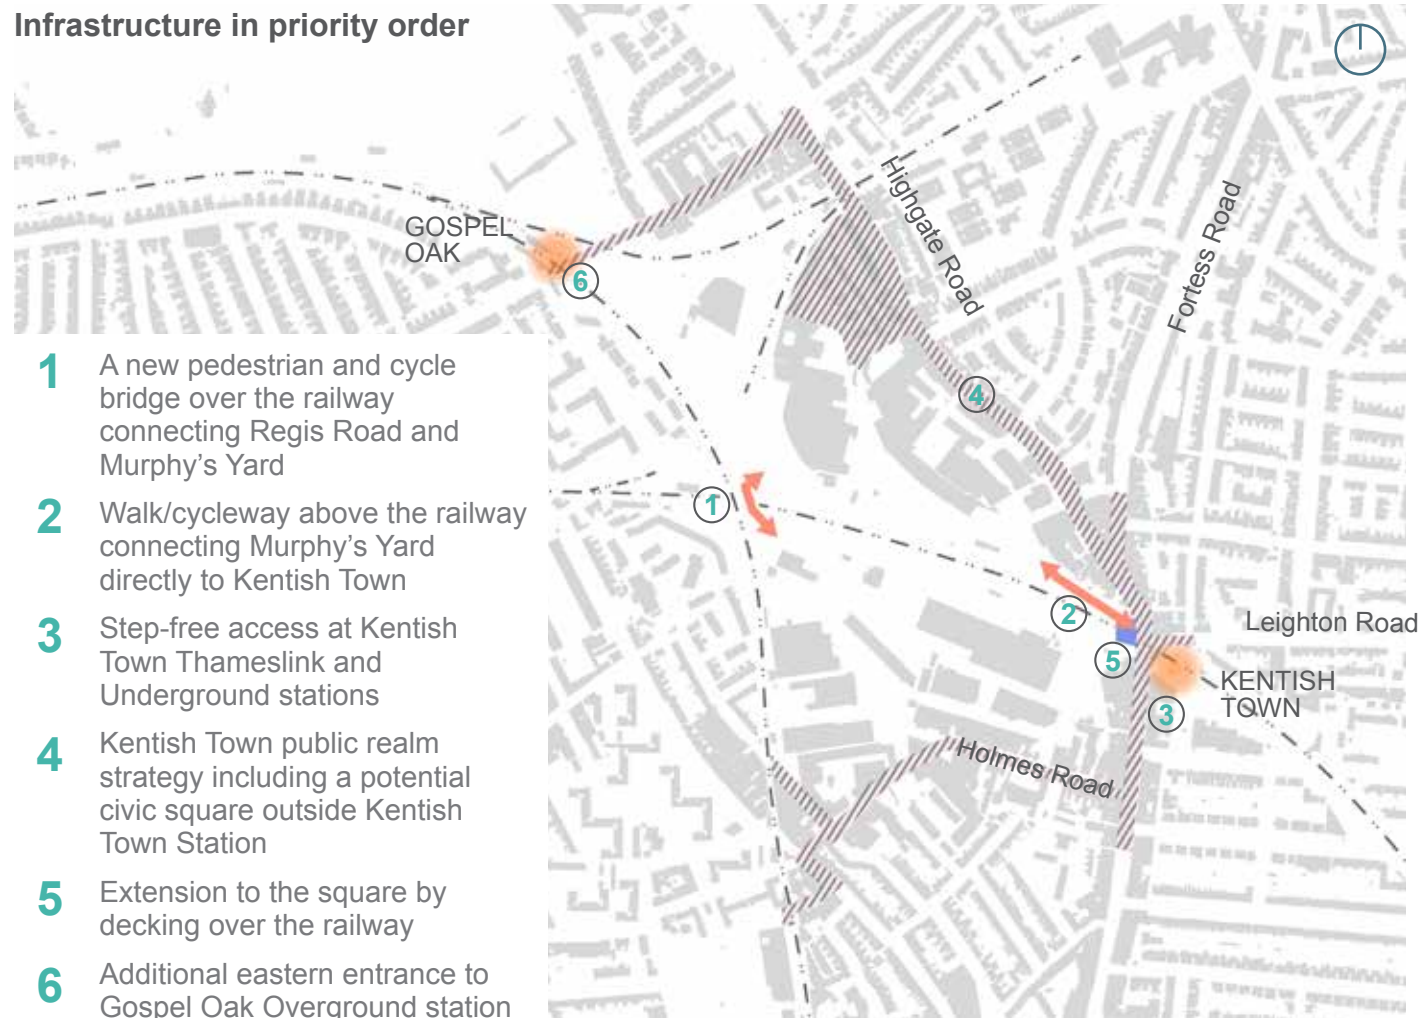 Infrastructure in priority order
GOSPEL
OAK
6
Highgate Road
Fortess Road
4
1
2
5
3
Leighton Road
KENTISH
TOWN
Holmes Road
1 A new pedestrian and cycle
bridge over the railway
connecting Regis Road and
Murphy’s Yard
2 Walk/cycleway above the railway
connecting Murphy’s Yard
directly to Kentish Town
3 Step-free access at Kentish
Town Thameslink and
Underground stations
4 Kentish Town public realm
strategy including a potential
civic square outside Kentish
Town Station
5 Extension to the square by
decking over the railway
6 Additional eastern entrance to
Gospel Oak Overground station